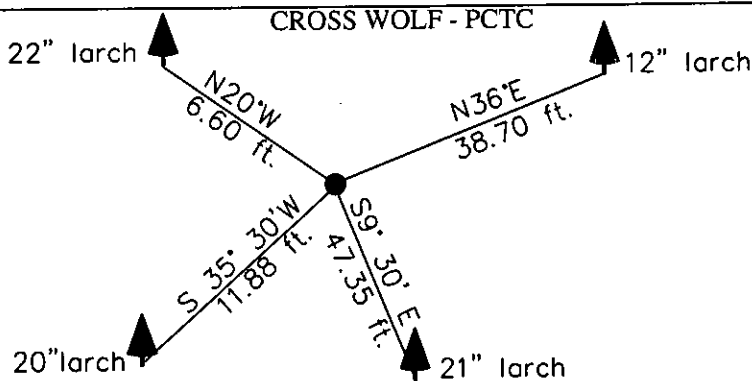 CROSS WOLF - PCTC
22" larch
12" larch
N20°W
6.60 ft.
N36°E
38.70 ft.
S 35° 30'W
11.88 ft.
S9° 30' E
47.35 ft.
20"larch
21" larch